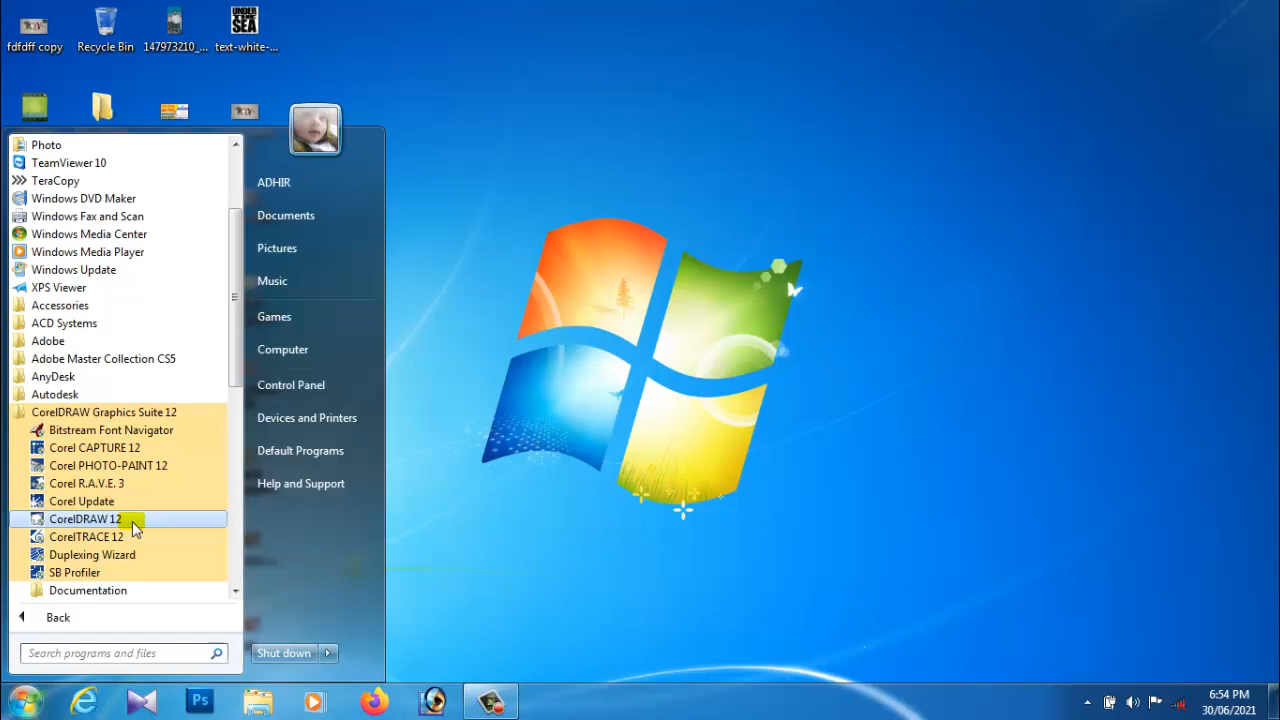 fdfdff copy
Recycle Bin
147973210_...
text-white-...
UNDER
THE
SEA
Photo
TeamViewer 10
TeraCopy
Windows DVD Maker
Windows Fax and Scan
Windows Media Center
Windows Media Player
Windows Update
XPS Viewer
Accessories
ACD Systems
Adobe
Adobe Master Collection CS5
AnyDesk
Autodesk
CorelDRAW Graphics Suite 12
Bitstream Font Navigator
Corel CAPTURE 12
Corel PHOTO-PAINT 12
Corel R.A.V.E. 3
Corel Update
CorelDRAW 12
CorelTRACE 12
Duplexing Wizard
SB Profiler
Documentation
Back
Search programs and files
ADHIR
Documents
Pictures
Music
Games
Computer
Control Panel
Devices and Printers
Default Programs
Help and Support
Shut down
Ps
6:54 PM
30/06/2021